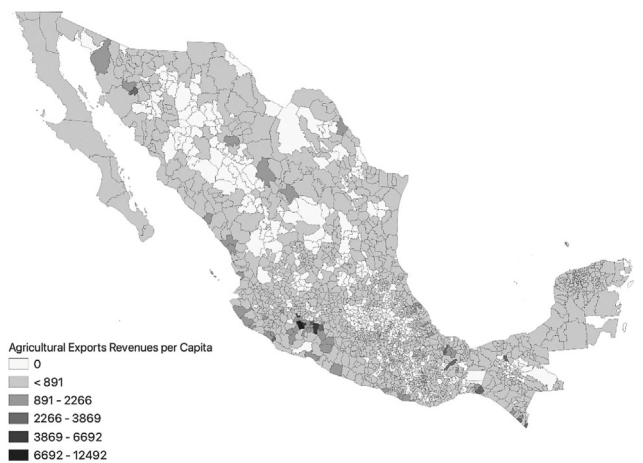 Agricultural Exports Revenues per Capita
0
< 891
891 - 2266
2266 - 3869
3869 - 6692
6692 - 12492